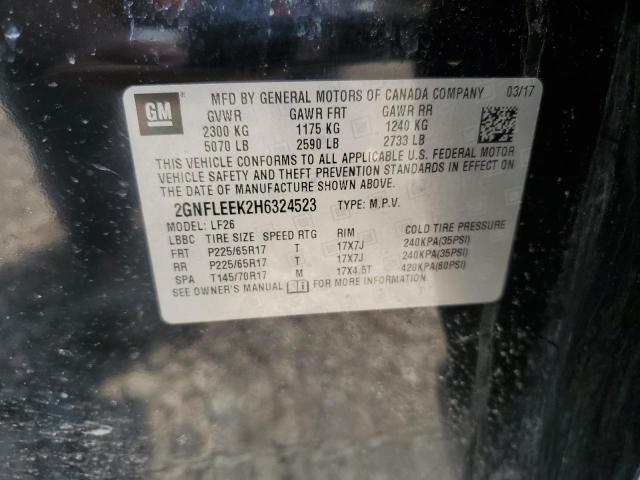 GM® MFD BY GENERAL MOTORS OF CANADA COMPANY 03/17
GVWR GAWR FRT GAWR RR
2300 KG 1175 KG 1240 KG
5070 LB 2590 LB 2733 LB
THIS VEHICLE CONFORMS TO ALL APPLICABLE U.S. FEDERAL MOTOR
VEHICLE SAFETY AND THEFT PREVENTION STANDARDS IN EFFECT ON
THE DATE OF MANUFACTURE SHOWN ABOVE.
2GNFLEEK2H6324523 TYPE: M.P.V.
MODEL: LF26
LBBC TIRE SIZE SPEED RTG RIM COLD TIRE PRESSURE
FRT P225/65R17 T 17X7J 240KPA(35PSI)
RR P225/65R17 T 17X7J 240KPA(35PSI)
SPA T145/70R17 M 17X4.5T 420KPA(60PSI)
SEE OWNER'S MANUAL FOR MORE INFORMATION.